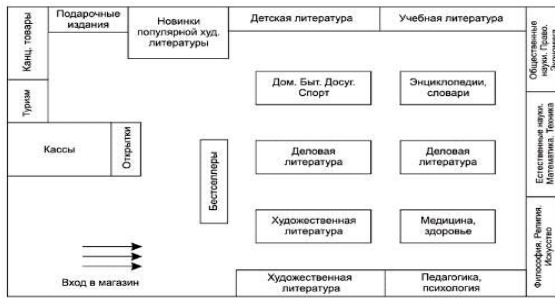 Подарочные
издания
Новинки
популярной худ.
литературы
Детская литература
Учебная литература
Канц. товары
Общественные
науки. Право.
Экономика
Дом. Быт. Досуг.
Спорт
Энциклопедии,
словари
Туризм
Кассы
Открытки
Бестселлеры
Деловая
литература
Деловая
литература
Естественные науки.
Математика. Техника
Художественная
литература
Медицина,
здоровье
Философия. Религия.
Искусство
Вход в магазин
Художественная
литература
Педагогика,
психология